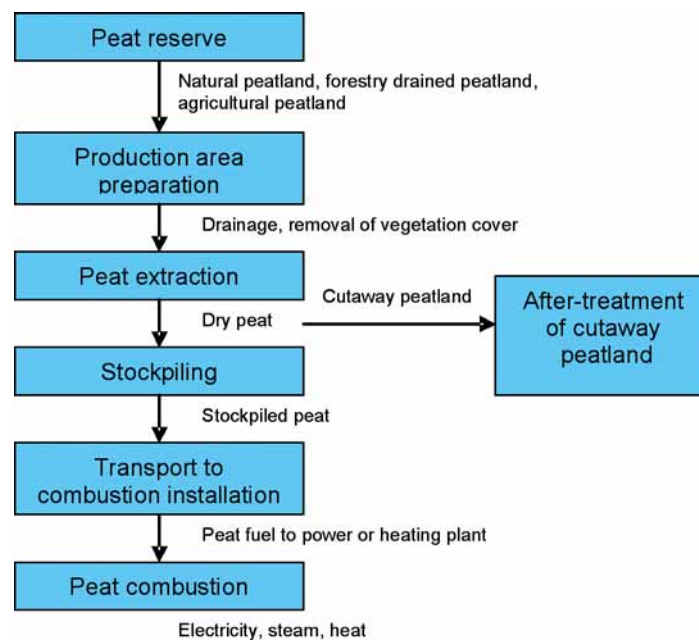 Peat reserve
Natural peatland, forestry drained peatland,
agricultural peatland
Production area
preparation
Drainage, removal of vegetation cover
Peat extraction
Cutaway peatland
After-treatment
of cutaway
peatland
Dry peat
Stockpiling
Stockpiled peat
Transport to
combustion installation
Peat fuel to power or heating plant
Peat combustion
Electricity, steam, heat